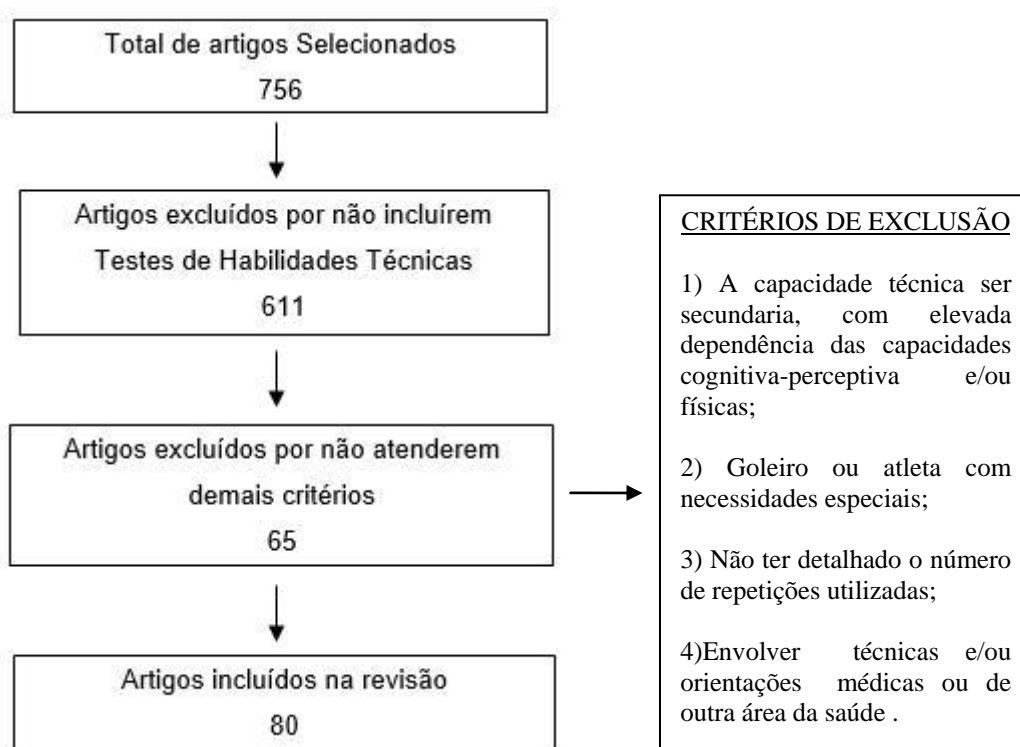 Total de artigos Selecionados
756
Artigos excluídos por não incluírem
Testes de Habilidades Técnicas
611
Artigos excluídos por não atenderem
demais critérios
65
Artigos incluídos na revisão
80
CRITÉRIOS DE EXCLUSÃO
1) A capacidade técnica ser
secundaria, com elevada
dependência das capacidades
cognitiva-perceptiva e/ou
físicas;
2) Goleiro ou atleta com
necessidades especiais;
3) Não ter detalhado o número
de repetições utilizadas;
4)Envolver técnicas e/ou
orientações médicas ou de
outra área da saúde .